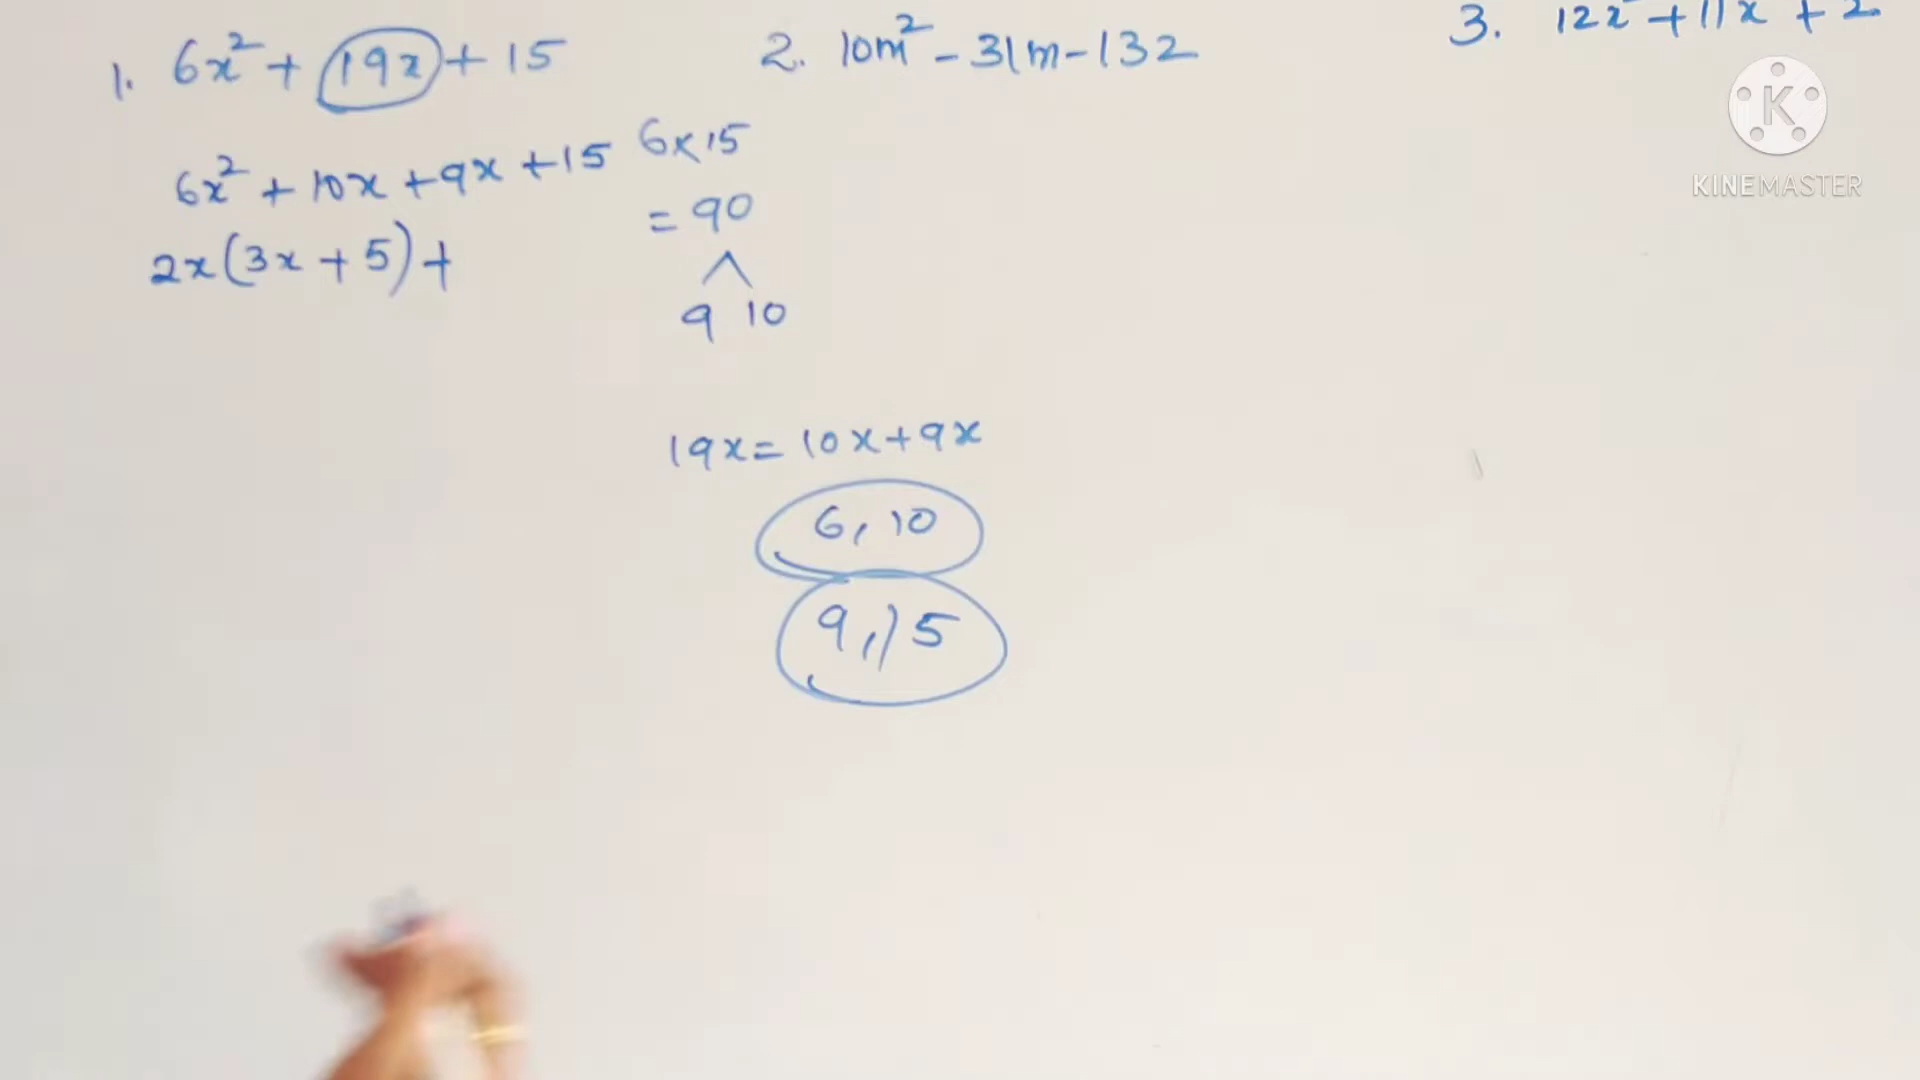 1. 6x² + 19x + 15
2. 10m² - 31m - 132
3. 12x² + 11x + 2
6x² + 10x + 9x + 15
2x(3x + 5) +
6x15
= 90
9 10
19x = 10x + 9x
6, 10
9, 15
KINEMASTER